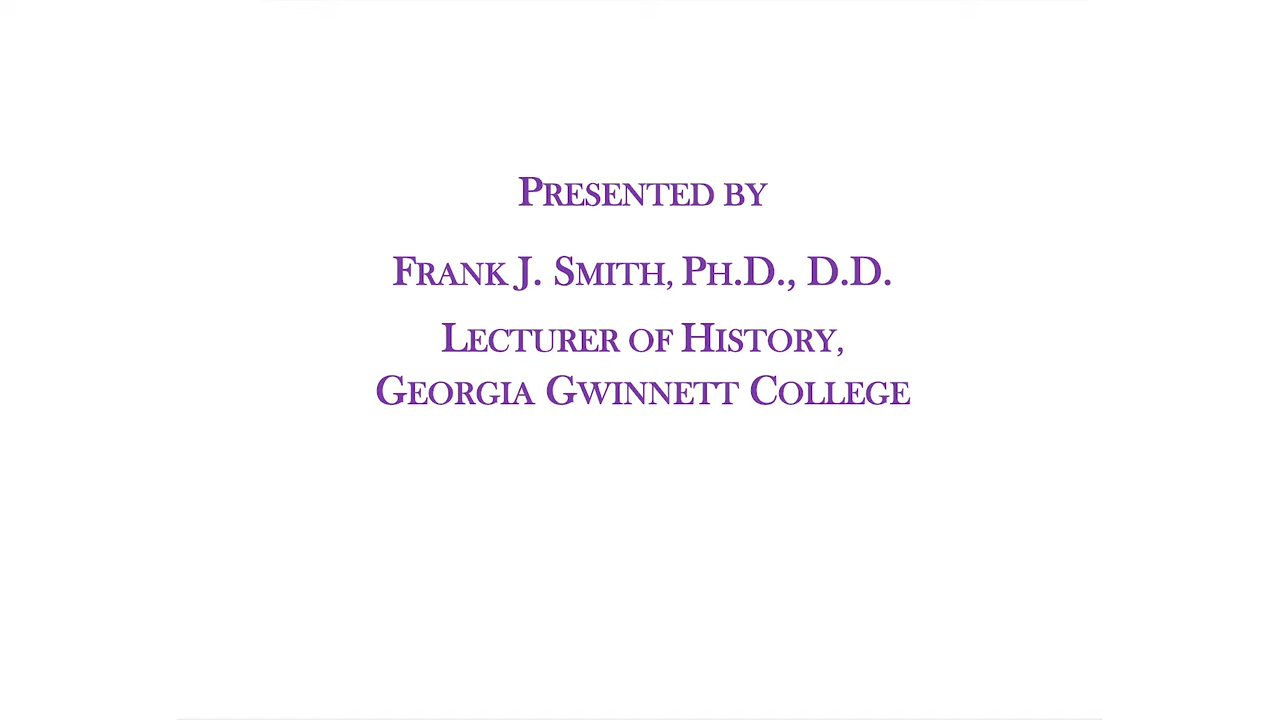 Presented by
Frank J. Smith, Ph.D., D.D.
Lecturer of History,
Georgia Gwinnett College